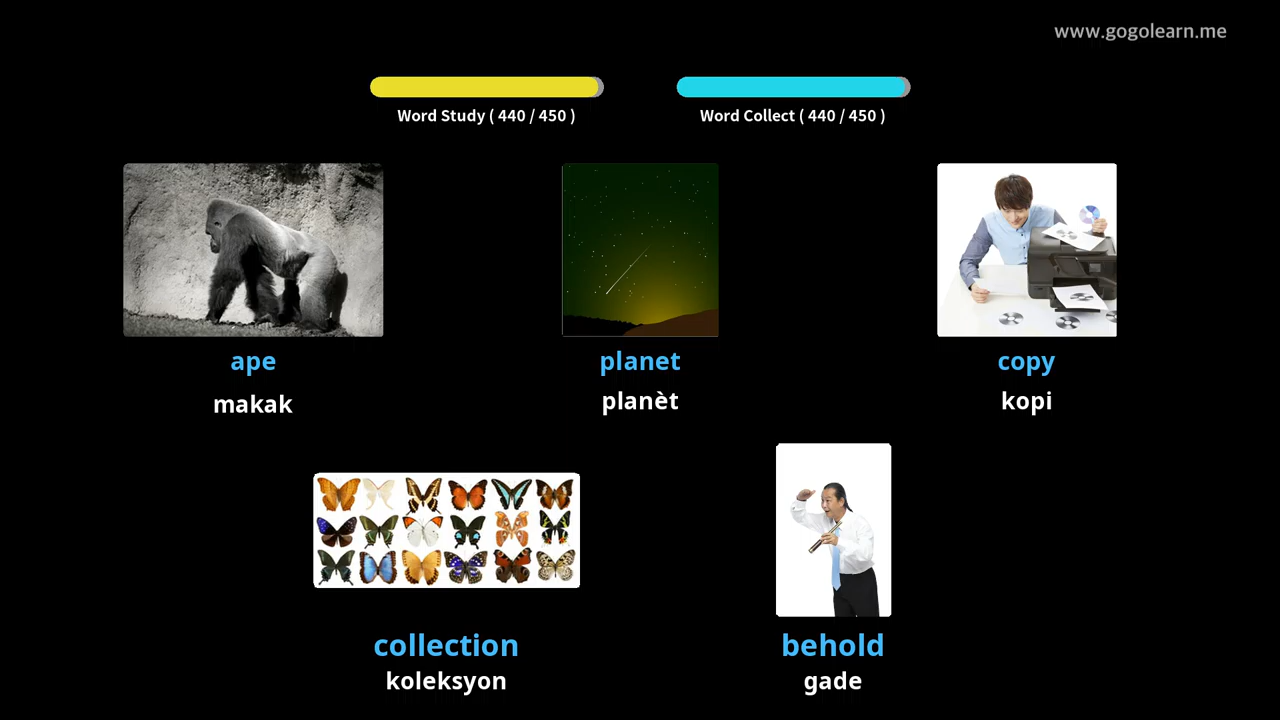 www.gogolearn.me
Word Study ( 440 / 450 )
Word Collect ( 440 / 450 )
ape
makak
planet
planèt
copy
kopi
collection
koleksyon
behold
gade